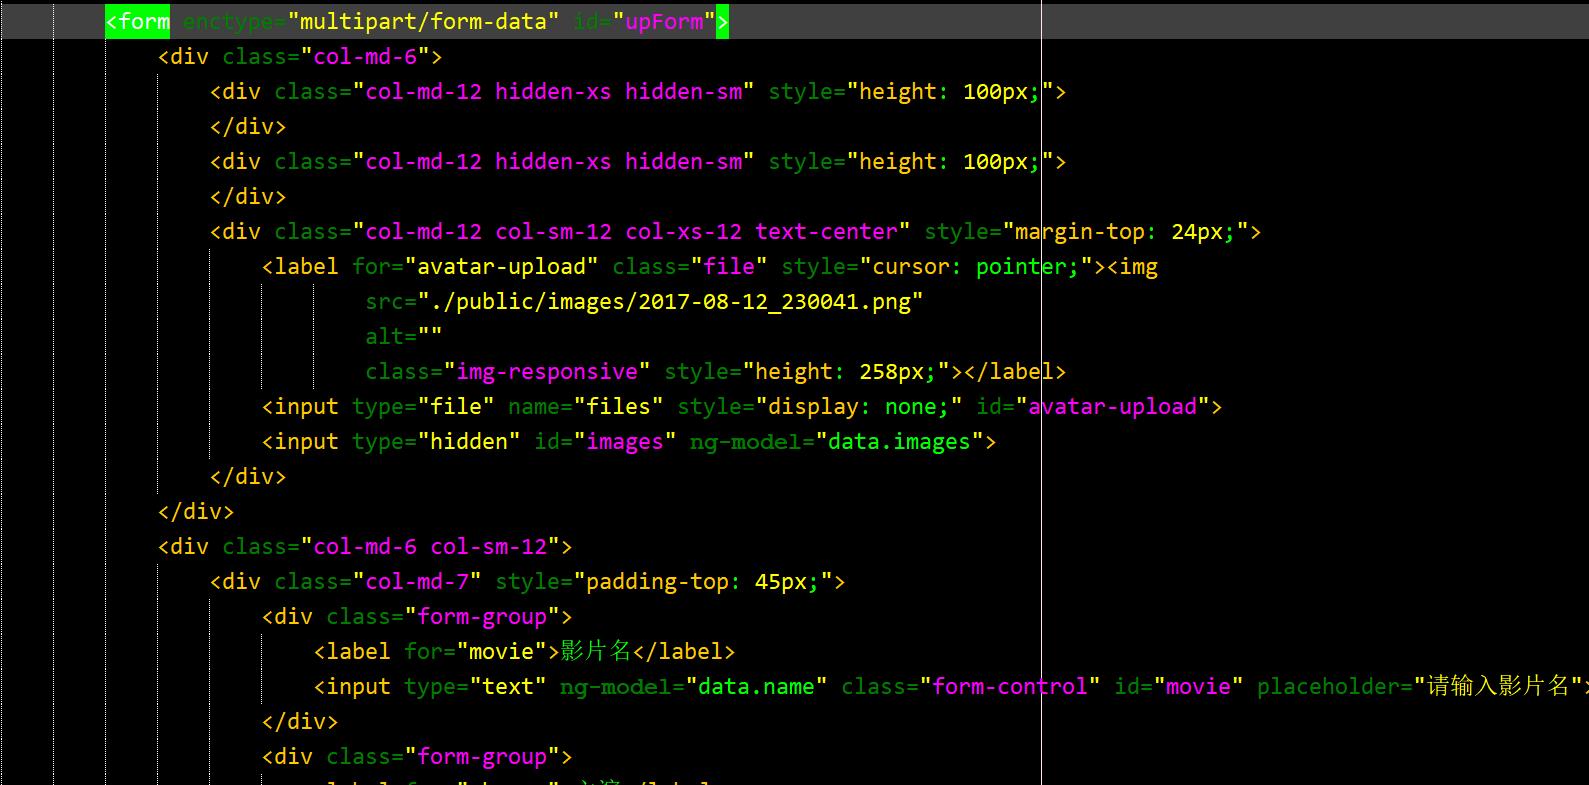 <form enctype="multipart/form-data" id="upForm">
<div class="col-md-6">
<div class="col-md-12 hidden-xs hidden-sm" style="height: 100px;">
</div>
<div class="col-md-12 hidden-xs hidden-sm" style="height: 100px;">
</div>
<div class="col-md-12 col-sm-12 col-xs-12 text-center" style="margin-top: 24px;">
<label for="avatar-upload" class="file" style="cursor: pointer;"><img
src="./public/images/2017-08-12_230041.png"
alt=""
class="img-responsive" style="height: 258px;"></label>
<input type="file" name="files" style="display: none;" id="avatar-upload">
<input type="hidden" id="images" ng-model="data.images">
</div>
</div>
<div class="col-md-6 col-sm-12">
<div class="col-md-7" style="padding-top: 45px;">
<div class="form-group">
<label for="movie">影片名</label>
<input type="text" ng-model="data.name" class="form-control" id="movie" placeholder="请输入影片名">
</div>
<div class="form-group">